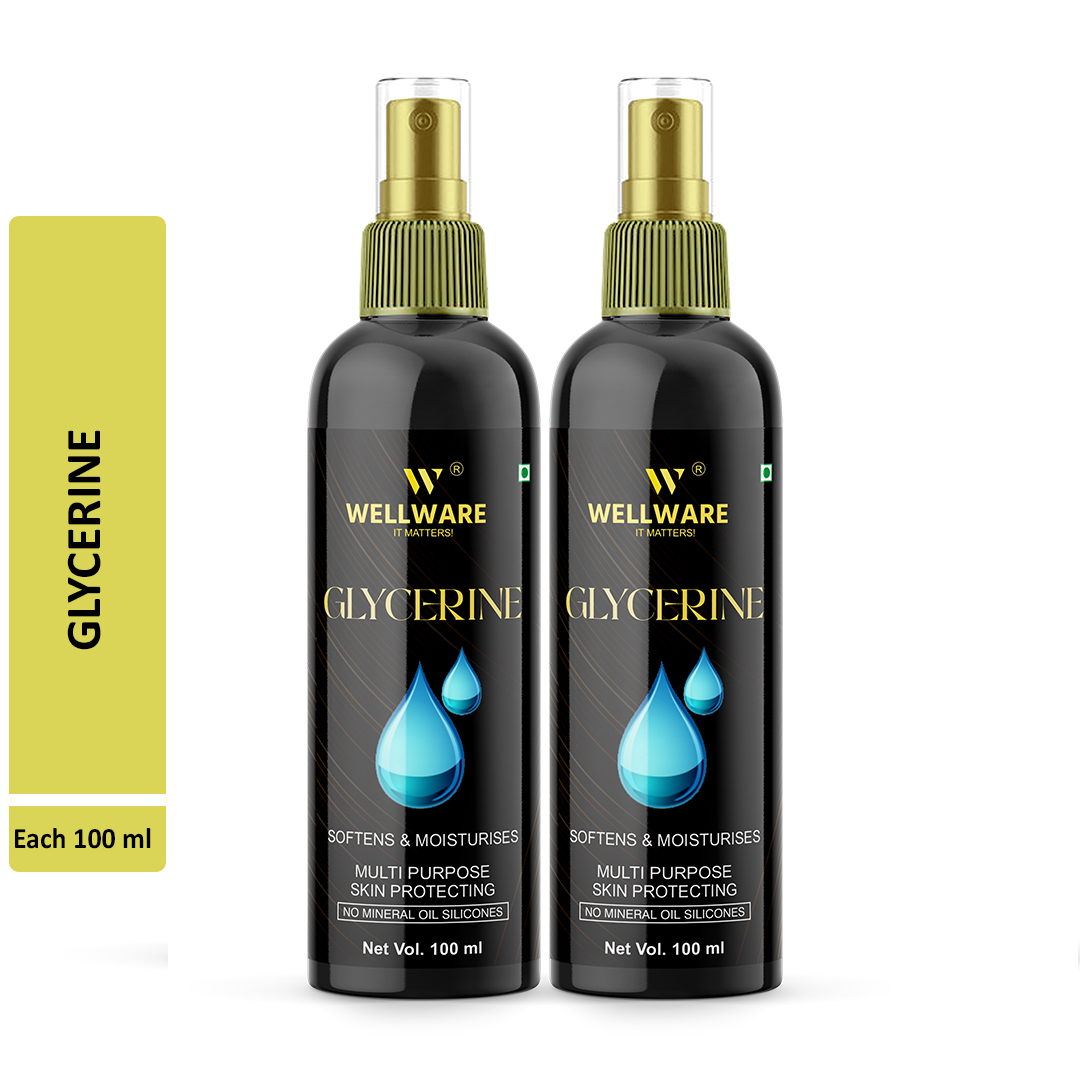 GLYCERINE
Each 100 ml
W ®
WELLWARE
IT MATTERS!
GLYCERINE
SOFTENS & MOISTURISES
MULTI PURPOSE
SKIN PROTECTING
NO MINERAL OIL SILICONES
Net Vol. 100 ml
W ®
WELLWARE
IT MATTERS!
GLYCERINE
SOFTENS & MOISTURISES
MULTI PURPOSE
SKIN PROTECTING
NO MINERAL OIL SILICONES
Net Vol. 100 ml